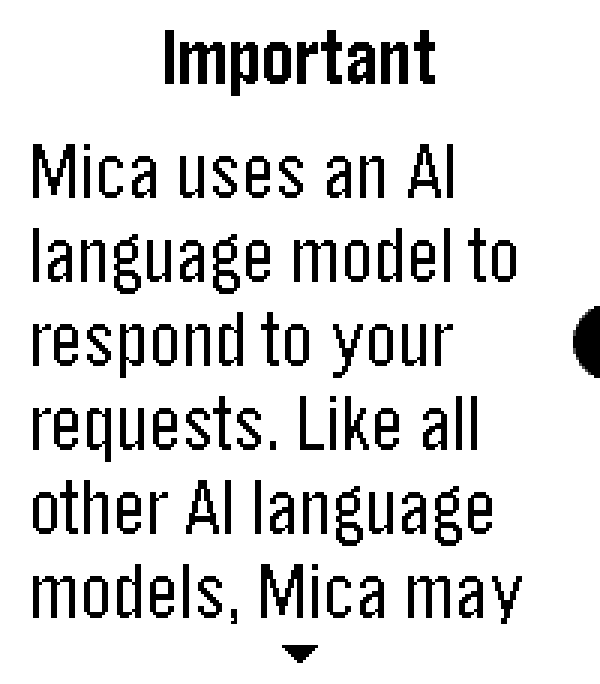 Important
Mica uses an AI
language model to
respond to your
requests. Like all
other AI language
models, Mica may